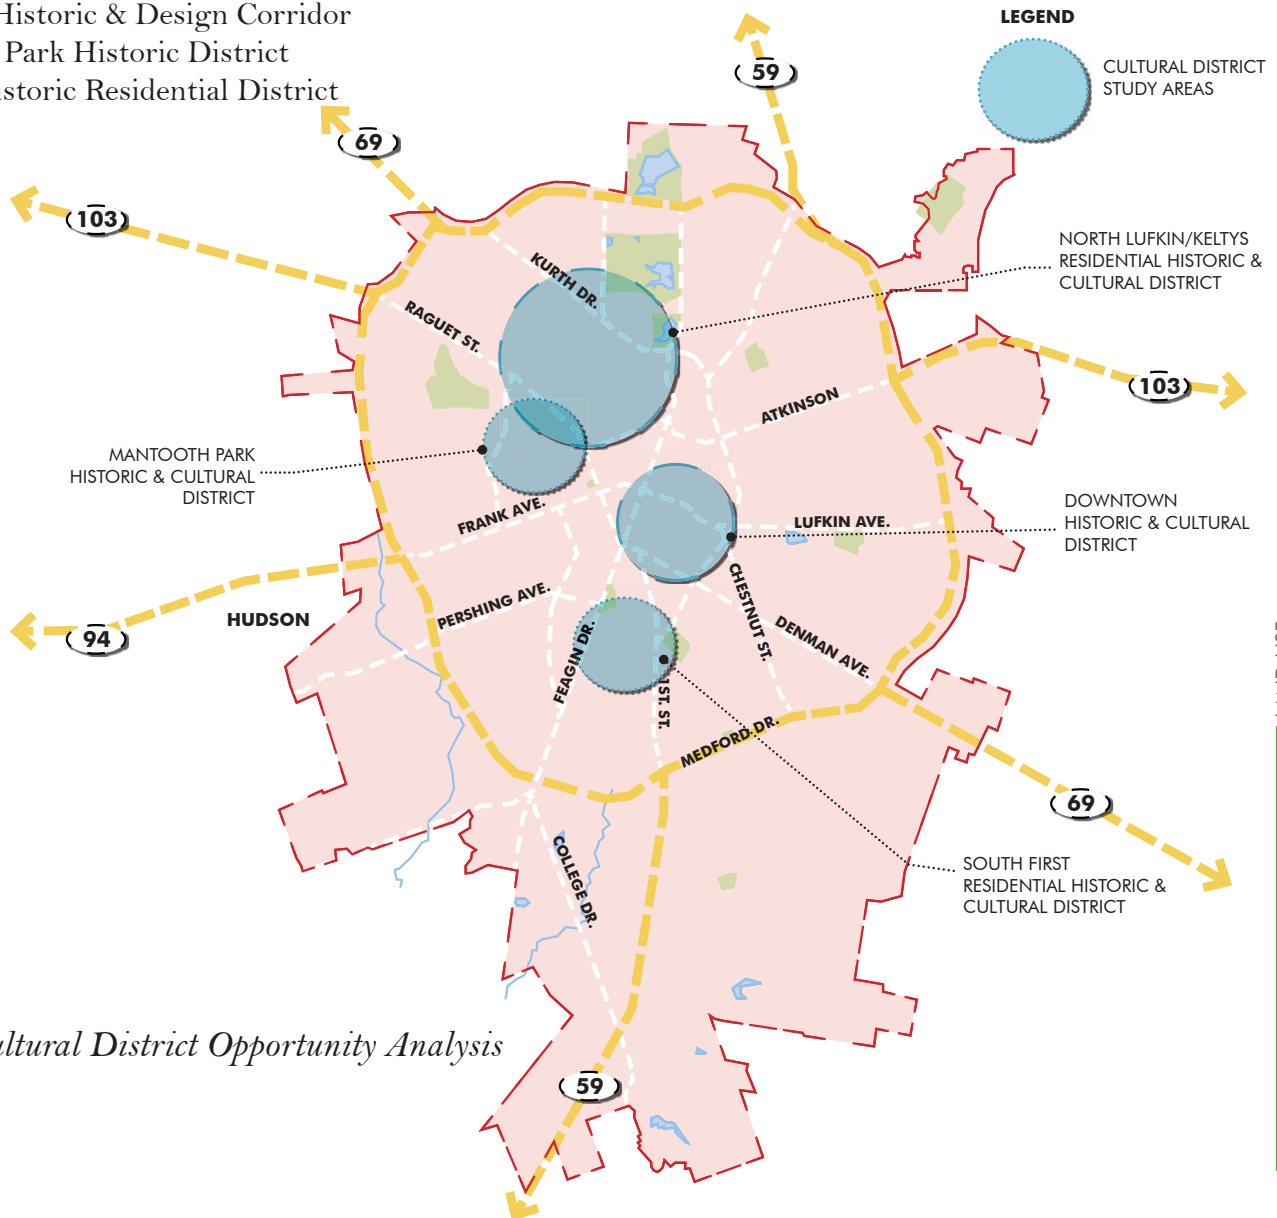 Historic & Design Corridor
Park Historic District
storic Residential District
LEGEND
CULTURAL DISTRICT
STUDY AREAS
59
69
103
NORTH LUFKIN/KELTYS
RESIDENTIAL HISTORIC &
CULTURAL DISTRICT
KURTH DR.
RAGUET ST.
103
ATKINSON
MANTOOTH PARK
HISTORIC & CULTURAL
DISTRICT
FRANK AVE.
LUFKIN AVE.
DOWNTOWN
HISTORIC & CULTURAL
DISTRICT
HUDSON
94
PERSHING AVE.
CHESTNUT ST.
DENMAN AVE.
FEAGIN DR.
1ST. ST.
MEDFORD DR.
69
COLLEGE DR.
SOUTH FIRST
RESIDENTIAL HISTORIC &
CULTURAL DISTRICT
ultural District Opportunity Analysis
59